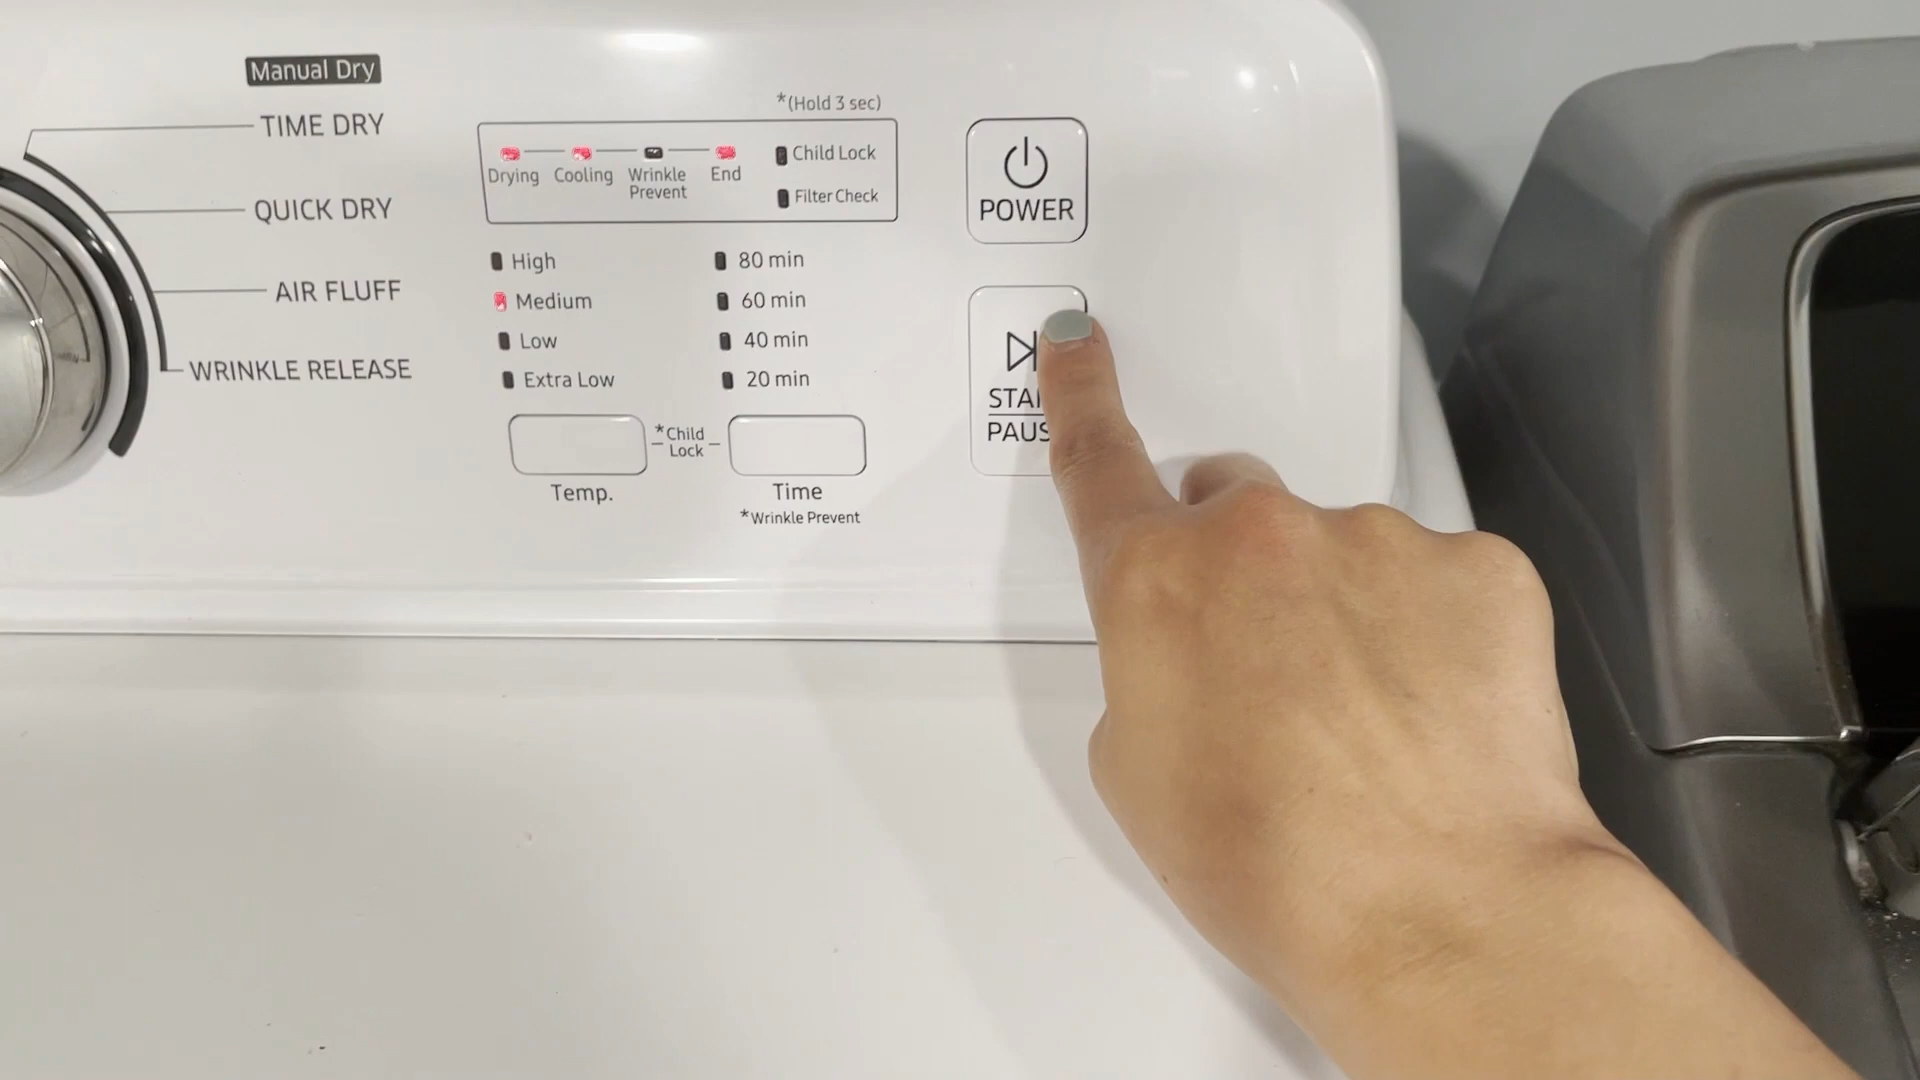 Manual Dry
TIME DRY
QUICK DRY
AIR FLUFF
WRINKLE RELEASE
*(Hold 3 sec)
Drying
Cooling
Wrinkle
Prevent
End
Child Lock
Filter Check
High
Medium
Low
Extra Low
80 min
60 min
40 min
20 min
*Child
Lock
Temp.
Time
*Wrinkle Prevent
POWER
STA
PAUS